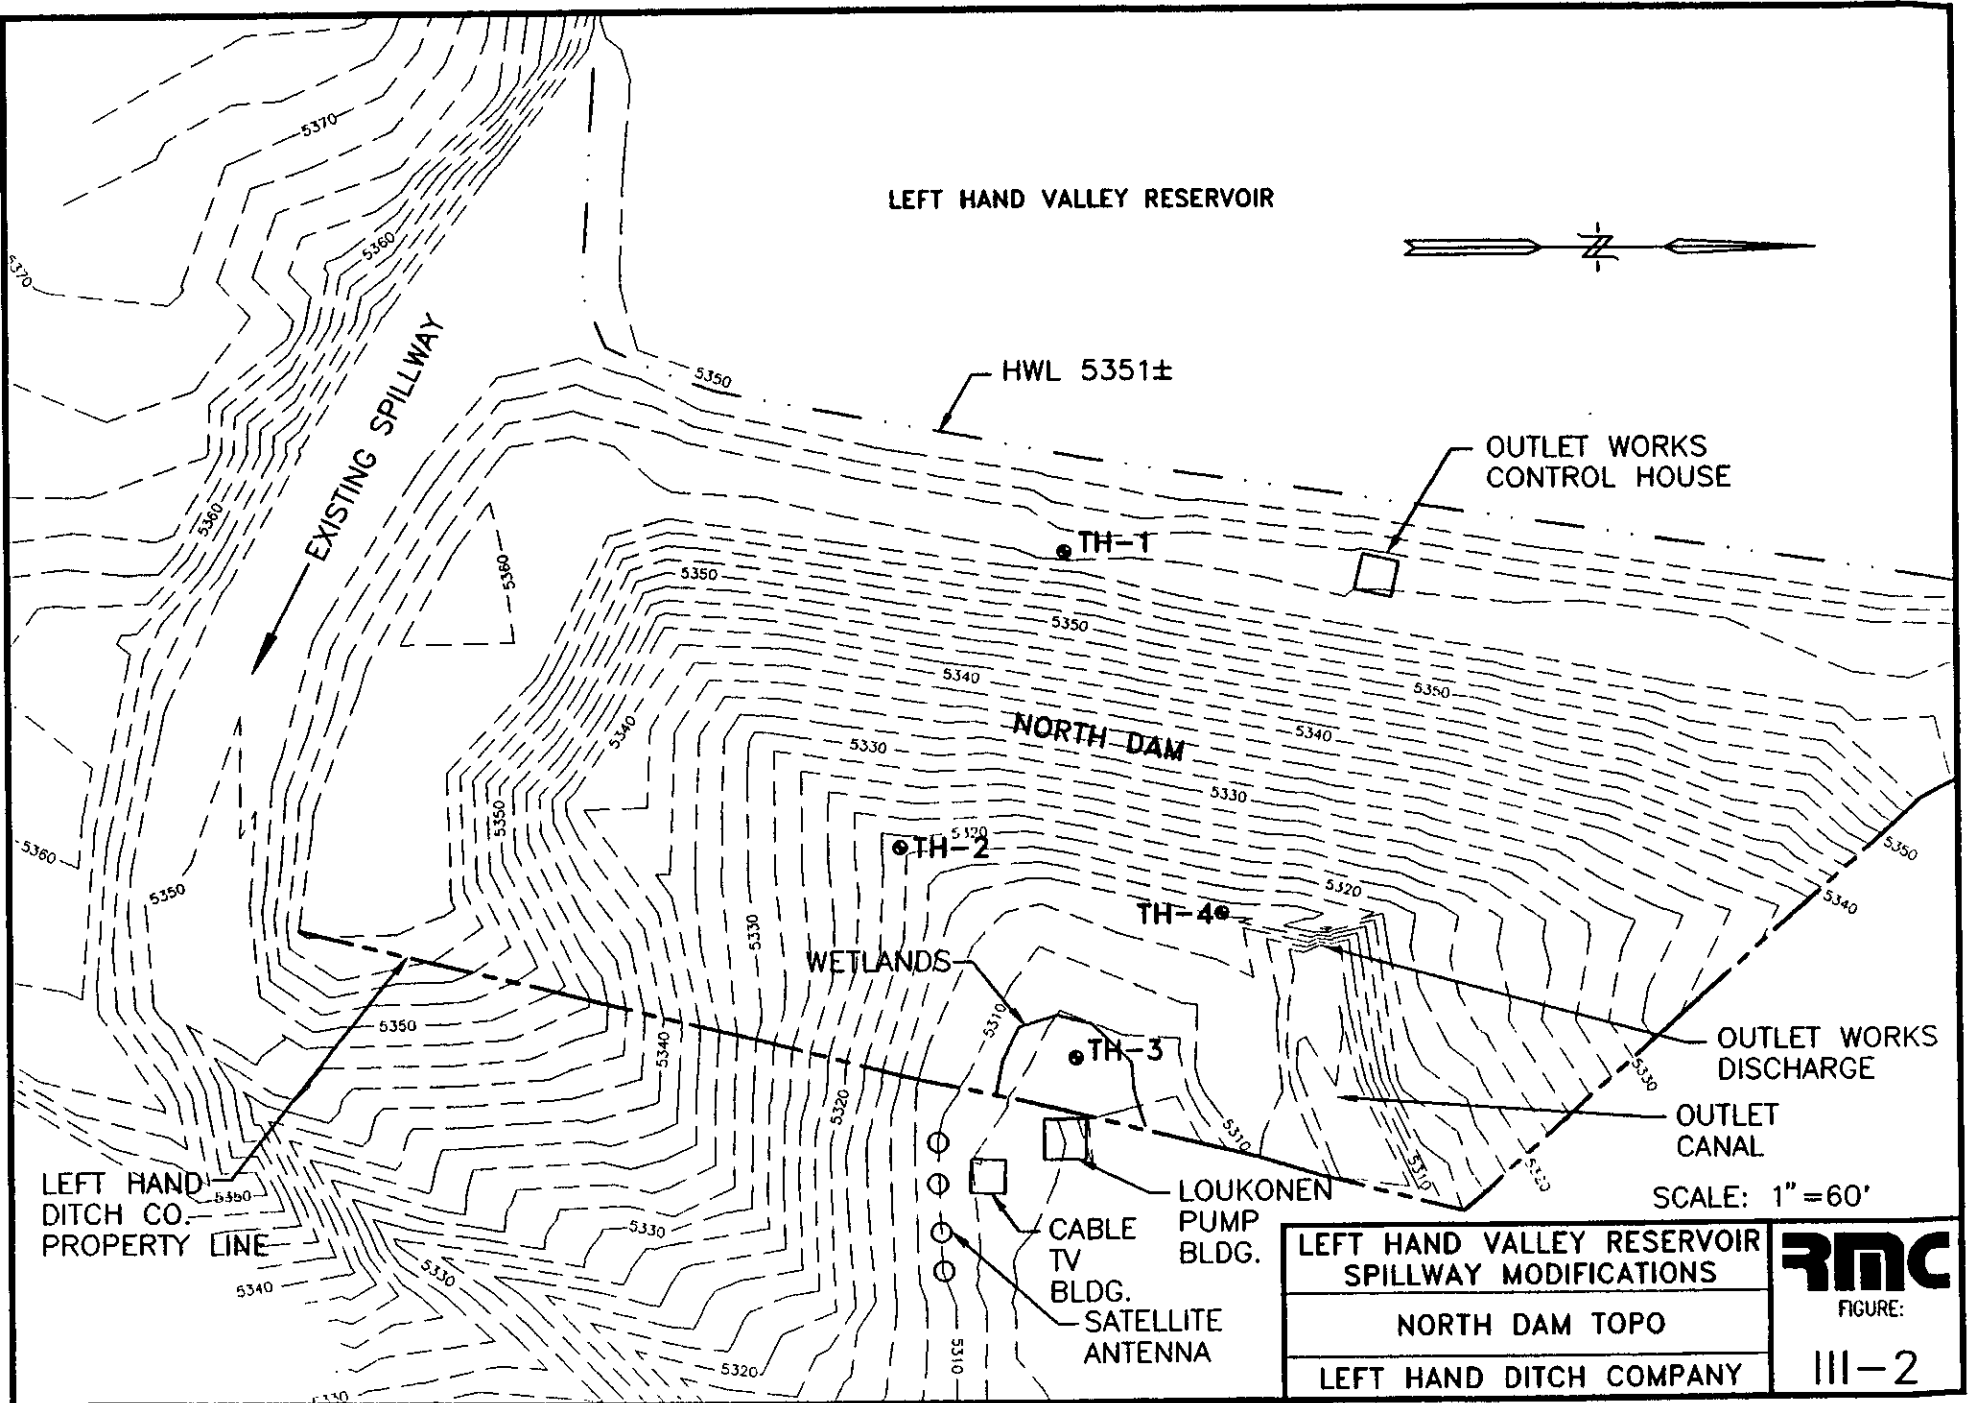 5370
5370
5360
LEFT HAND VALLEY RESERVOIR
N
EXISTING SPILLWAY
HWL 5351±
5350
OUTLET WORKS
CONTROL HOUSE
5360
5360
TH-1
5350
5350
5340
5350
5340
NORTH DAM
5340
5330
5330
5350
5320
TH-2
5350
5360
5350
5320
5340
TH-4
5330
WETLANDS
5350
5310
5340
TH-3
OUTLET WORKS
DISCHARGE
5330
5320
5310
OUTLET
CANAL
5310
5320
LEFT HAND
DITCH CO.
PROPERTY LINE
5350
5340
5330
5330
5320
5330
5310
CABLE
TV
BLDG.
LOUKONEN
PUMP
BLDG.
SATELLITE
ANTENNA
SCALE: 1"=60'
LEFT HAND VALLEY RESERVOIR
SPILLWAY MODIFICATIONS
NORTH DAM TOPO
LEFT HAND DITCH COMPANY
RMC
FIGURE:
III-2